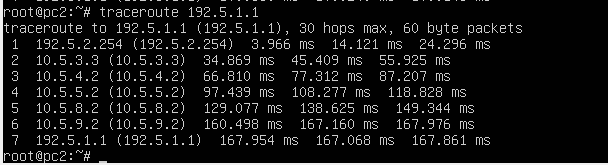 root@pc2:~# traceroute 192.5.1.1
traceroute to 192.5.1.1 (192.5.1.1), 30 hops max, 60 byte packets
 1  192.5.2.254 (192.5.2.254)  3.966 ms  14.121 ms  24.296 ms
 2  10.5.3.3 (10.5.3.3)  34.869 ms  45.409 ms  55.925 ms
 3  10.5.4.2 (10.5.4.2)  66.810 ms  77.312 ms  87.207 ms
 4  10.5.5.2 (10.5.5.2)  97.439 ms  108.277 ms  118.828 ms
 5  10.5.8.2 (10.5.8.2)  129.077 ms  138.625 ms  149.344 ms
 6  10.5.9.2 (10.5.9.2)  160.498 ms  167.160 ms  167.976 ms
 7  192.5.1.1 (192.5.1.1)  167.954 ms  167.068 ms  167.861 ms
root@pc2:~# _